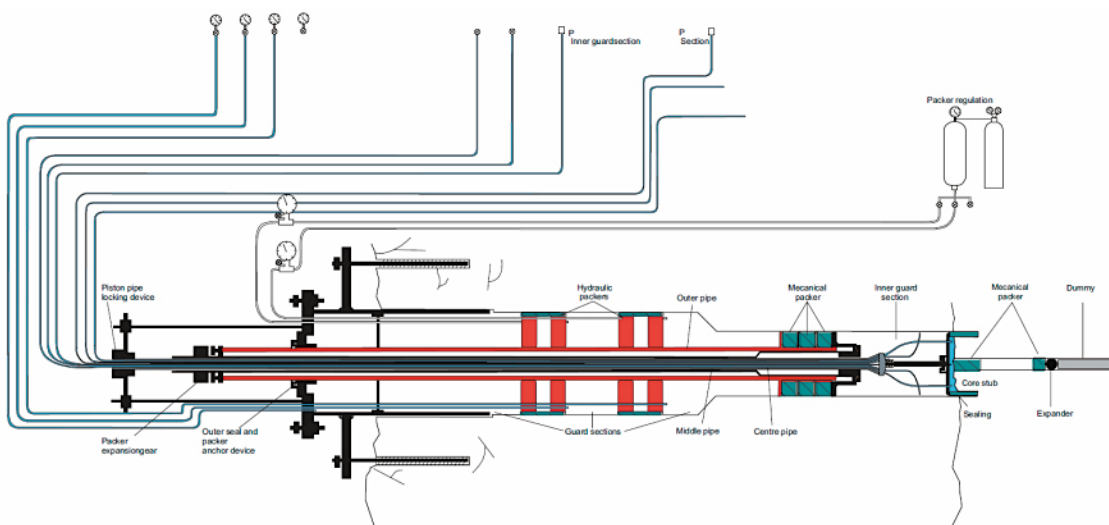 P
Inner guardsection
P
Section
Packer regulation
Piston pipe
locking device
Hydraulic
packers
Outer pipe
Mecanical
packer
Inner guard
section
Mecanical
packer
Dummy
Core stub
Sealing
Expander
Packer
expansiongear
Outer seal and
packer
anchor device
Guard sections
Middle pipe
Centre pipe